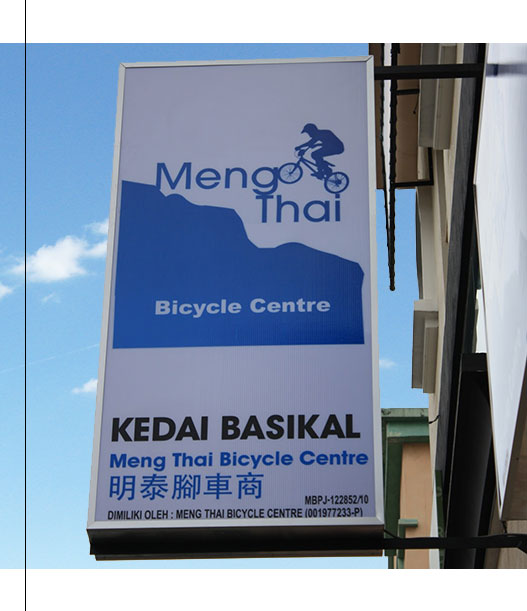 Meng
Thai
Bicycle Centre
KEDAI BASIKAL
Meng Thai Bicycle Centre
明泰腳車商
MBPJ-122852/10
DIMILIKI OLEH : MENG THAI BICYCLE CENTRE (001977233-P)